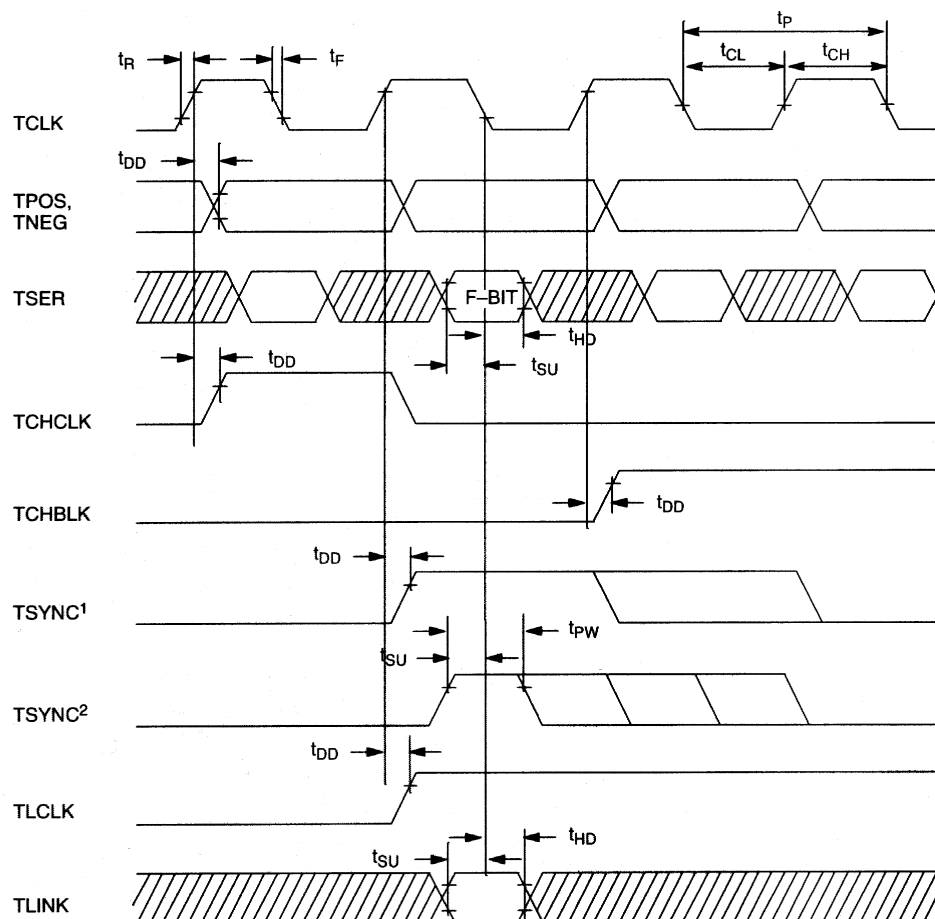 tP
tR
tF
tCL
tCH
TCLK
tDD
TPOS,
TNEG
TSER
F–BIT
tHD
tDD
tSU
TCHCLK
TCHBLK
tDD
tDD
TSYNC1
tPW
tSU
TSYNC2
tDD
TLCLK
tHD
tSU
TLINK